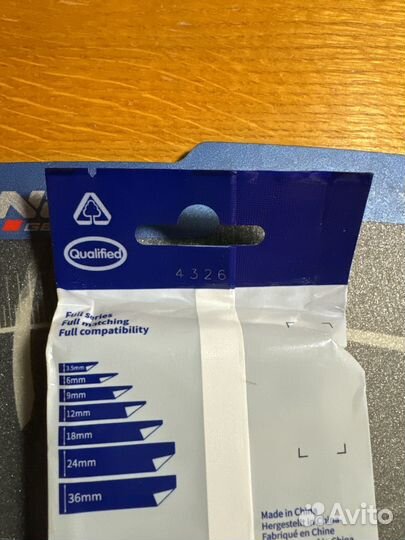 Qualified
4326
Full Series
Full matching
Full compatibility
3.5mm
6mm
9mm
12mm
18mm
24mm
36mm
Made in China
Hergestellt in China
Fabriqué en China
Avito